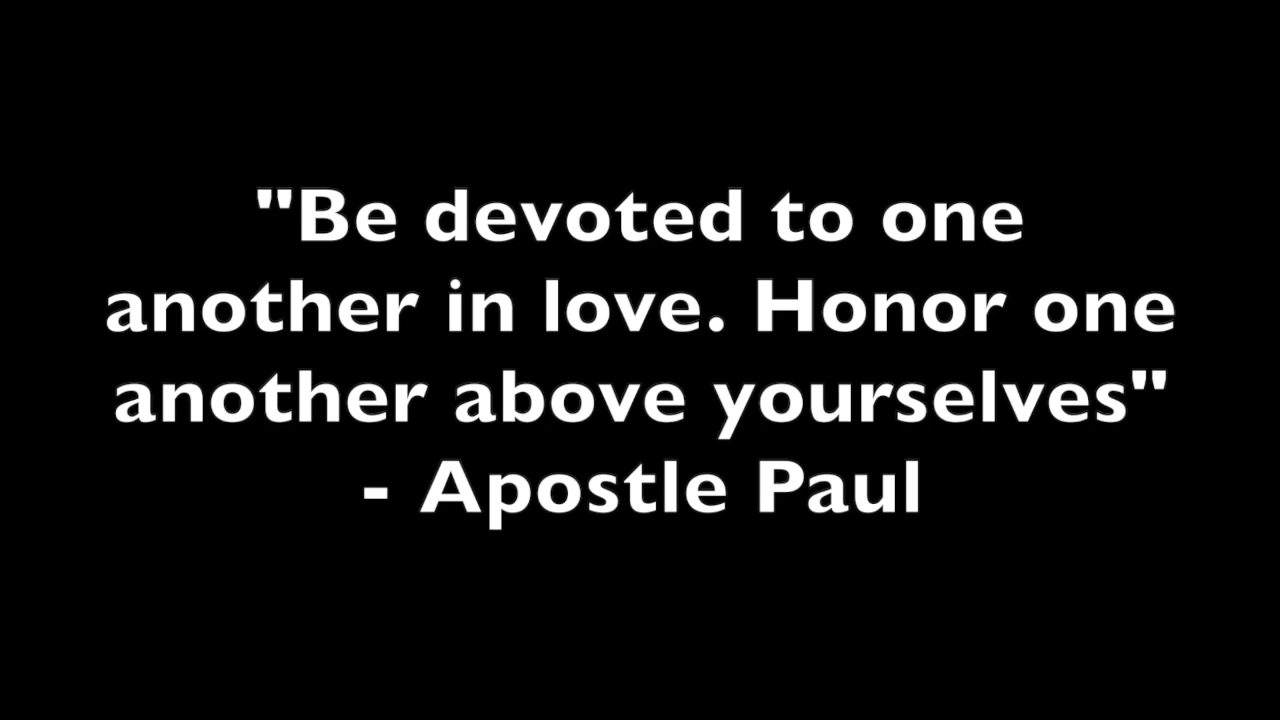 "Be devoted to one
another in love. Honor one
another above yourselves"
- Apostle Paul